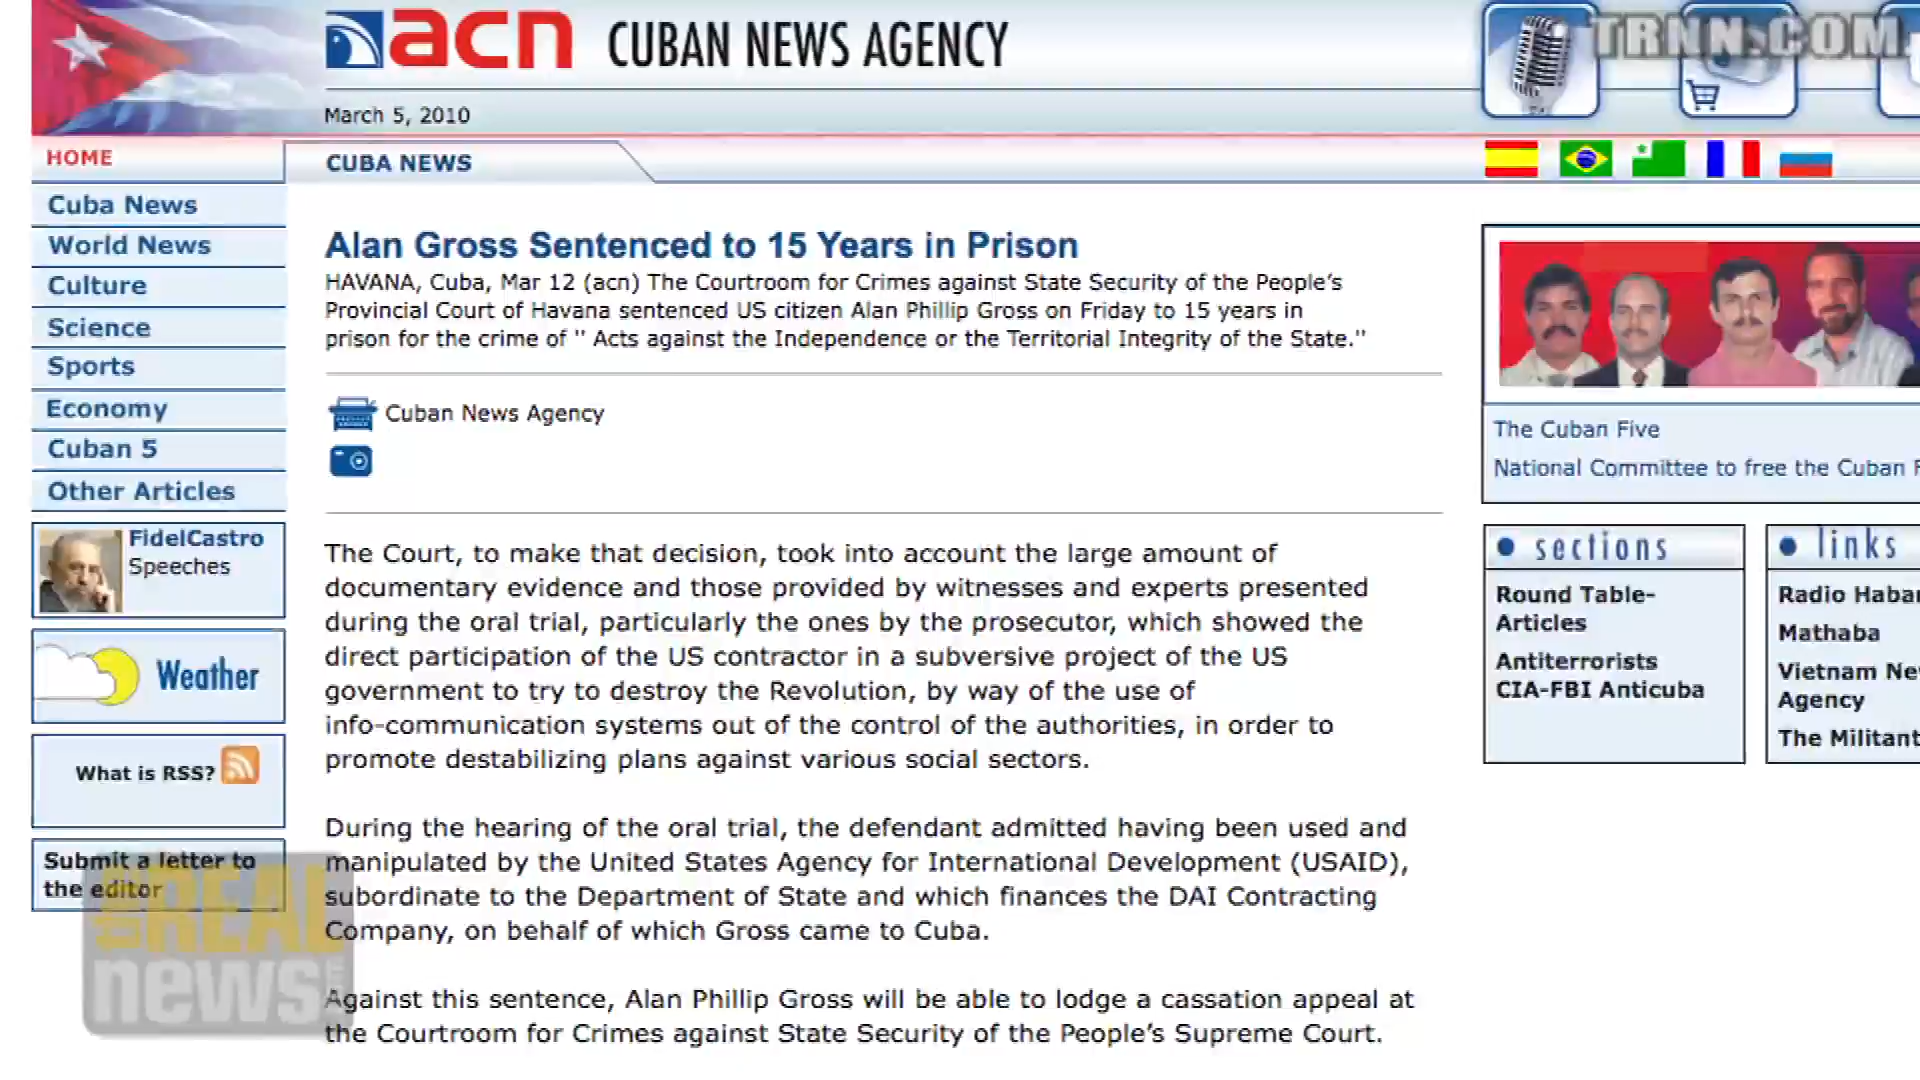 acn CUBAN NEWS AGENCY
TRNN.COM
March 5, 2010
HOME
CUBA NEWS
Cuba News
World News
Culture
Science
Sports
Economy
Cuban 5
Other Articles
FidelCastro
Speeches
Weather
What is RSS?
Submit a letter to
the editor
Alan Gross Sentenced to 15 Years in Prison
HAVANA, Cuba, Mar 12 (acn) The Courtroom for Crimes against State Security of the People’s
Provincial Court of Havana sentenced US citizen Alan Phillip Gross on Friday to 15 years in
prison for the crime of " Acts against the Independence or the Territorial Integrity of the State."
Cuban News Agency
The Court, to make that decision, took into account the large amount of
documentary evidence and those provided by witnesses and experts presented
during the oral trial, particularly the ones by the prosecutor, which showed the
direct participation of the US contractor in a subversive project of the US
government to try to destroy the Revolution, by way of the use of
info-communication systems out of the control of the authorities, in order to
promote destabilizing plans against various social sectors.
During the hearing of the oral trial, the defendant admitted having been used and
manipulated by the United States Agency for International Development (USAID),
subordinate to the Department of State and which finances the DAI Contracting
Company, on behalf of which Gross came to Cuba.
Against this sentence, Alan Phillip Gross will be able to lodge a cassation appeal at
the Courtroom for Crimes against State Security of the People’s Supreme Court.
The Cuban Five
National Committee to free the Cuban F
sections
Round Table-
Articles
Antiterrorists
CIA-FBI Anticuba
links
Radio Haba
Mathaba
Vietnam Ne
Agency
The Militant
REAL
news